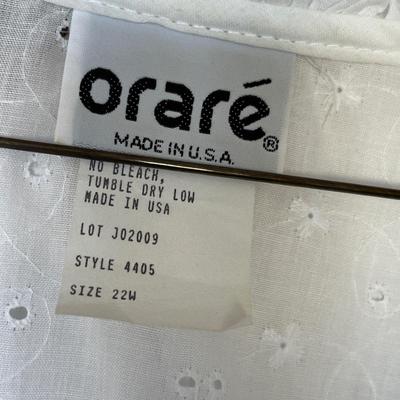 oraré®
MADE IN U.S.A.
NO BLEACH,
TUMBLE DRY LOW
MADE IN USA
LOT J02009
STYLE 4405
SIZE 22W